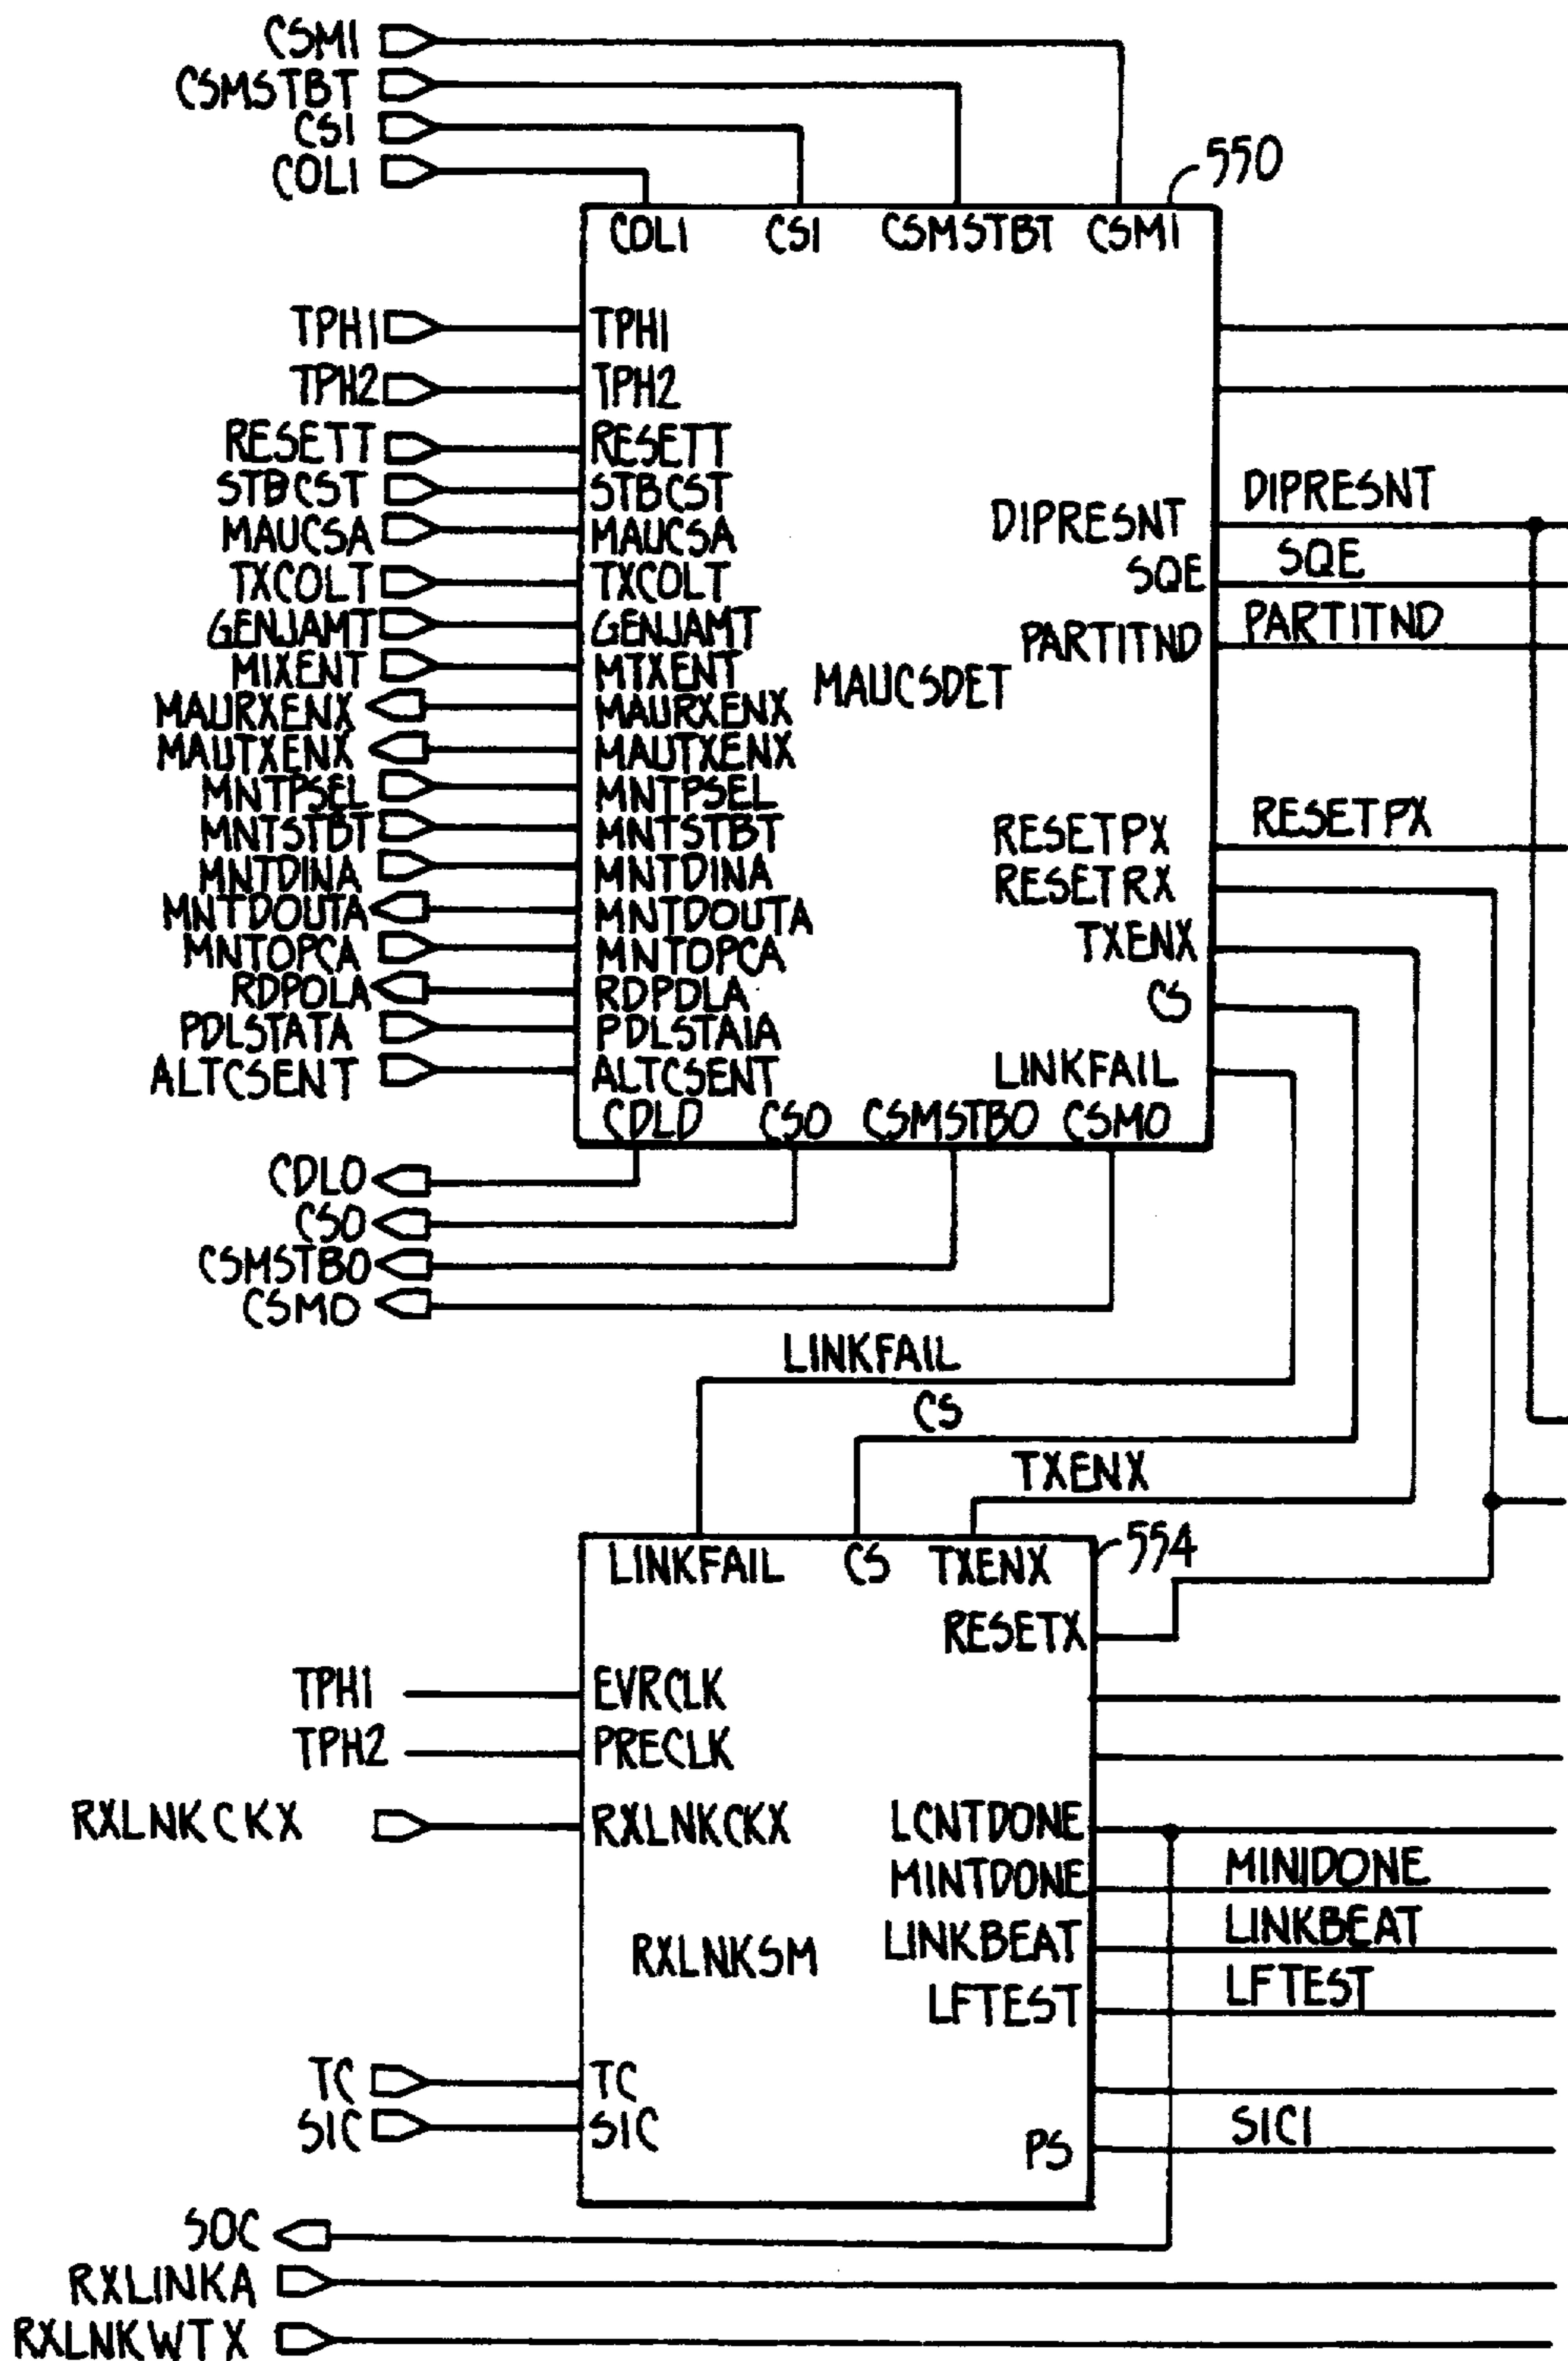 CSMI
CSMSTBT
CSI
COLI
550
COLI CSI CSMSTBT CSMI
TPH1 TPH1
TPH2 TPH2
RESETT RESETT
STBCST STBCST
DIPRESNT DIPRESNT
MAUCSA MAUCSA
TXCOLT TXCOLT
SQE SQE
GENJAMT GENJAMT
PARTITND PARTITND
MIXENT MTXENT
MAUCSDET
MAURXENX MAURXENX
MAUTXENX MAUTXENX
MNTPSEL MNTPSEL
MNTSTBT MNTSTBT
RESETPX RESETPX
MNTDINA MNTDINA
RESETRX
MNTDOUTA MNTDOUTA
TXENX
MNTOPCA MNTOPCA
RDPOLA RDPDLA
CS
PDLSTATA PDLSTAIA
ALTCSENT ALTCSENT
LINKFAIL
CDLD CSO CSMSTBO CSMO
CDLO
CSO
CSMSTBO
CSMO
LINKFAIL
CS
TXENX
554
LINKFAIL CS TXENX
RESETX
TPH1 EVRCLK
TPH2 PRECLK
RXLNKCKX RXLNKCKX LCNTDONE
MINTDONE MINIDONE
LINKBEAT LINKBEAT
RXLNKSM
LFTEST LFTEST
TC TC
SIC SIC
PS SICI
SOC
RXLINKA
RXLNKWTX